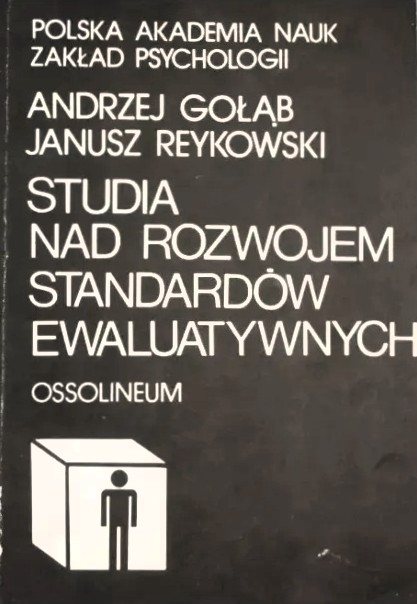 POLSKA AKADEMIA NAUK
ZAKŁAD PSYCHOLOGII
ANDRZEJ GOŁĄB
JANUSZ REYKOWSKI
STUDIA
NAD ROZWOJEM
STANDARDÓW
EWALUATYWNYCH
OSSOLINEUM